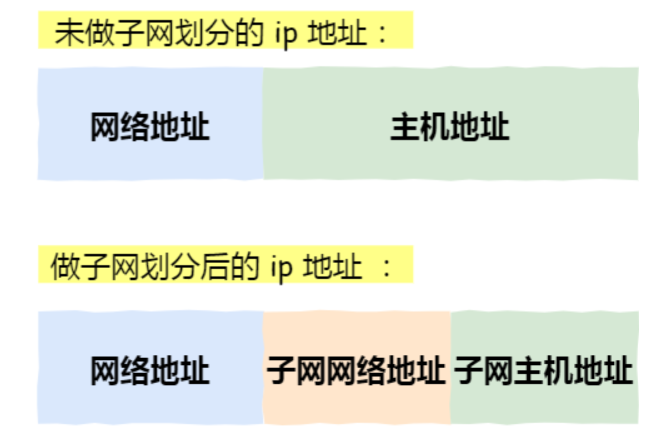 未做子网划分的 ip 地址：
网络地址 主机地址
做子网划分后的 ip 地址 ：
网络地址 子网网络地址 子网主机地址